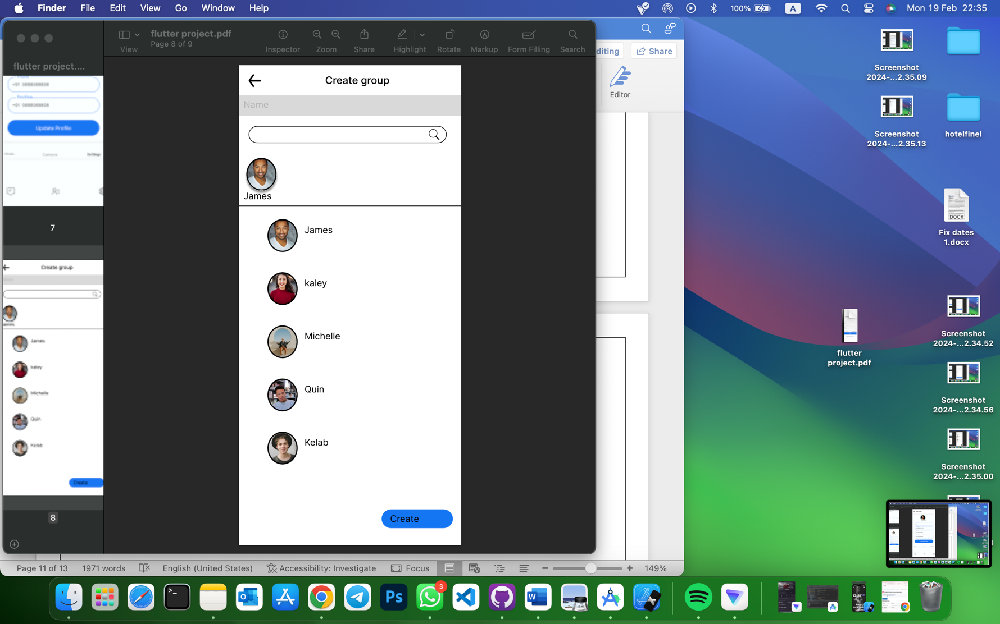 Finder File Edit View Go Window Help
100% A Mon 19 Feb 22:35
flutter project.pdf
Page 8 of 9
View Inspector Zoom Share Highlight Rotate Markup Form Filling Search
flutter project....
Update Profile
Contacts Settings
7
Create group
James
James
kaley
Michelle
Quin
Kelab
Create
8
Create group
Name
James
James
kaley
Michelle
Quin
Kelab
Create
diting Share
Editor
Page 11 of 13 1971 words English (United States) Accessibility: Investigate Focus 149%
Screenshot
2024-...2.35.09
Screenshot
2024-...2.35.13
hotelfinel
DOCX
Fix dates
1.docx
flutter
project.pdf
Screenshot
2024-...2.34.52
Screenshot
2024-...2.34.56
Screenshot
2024-...2.35.00
Ps
3
W